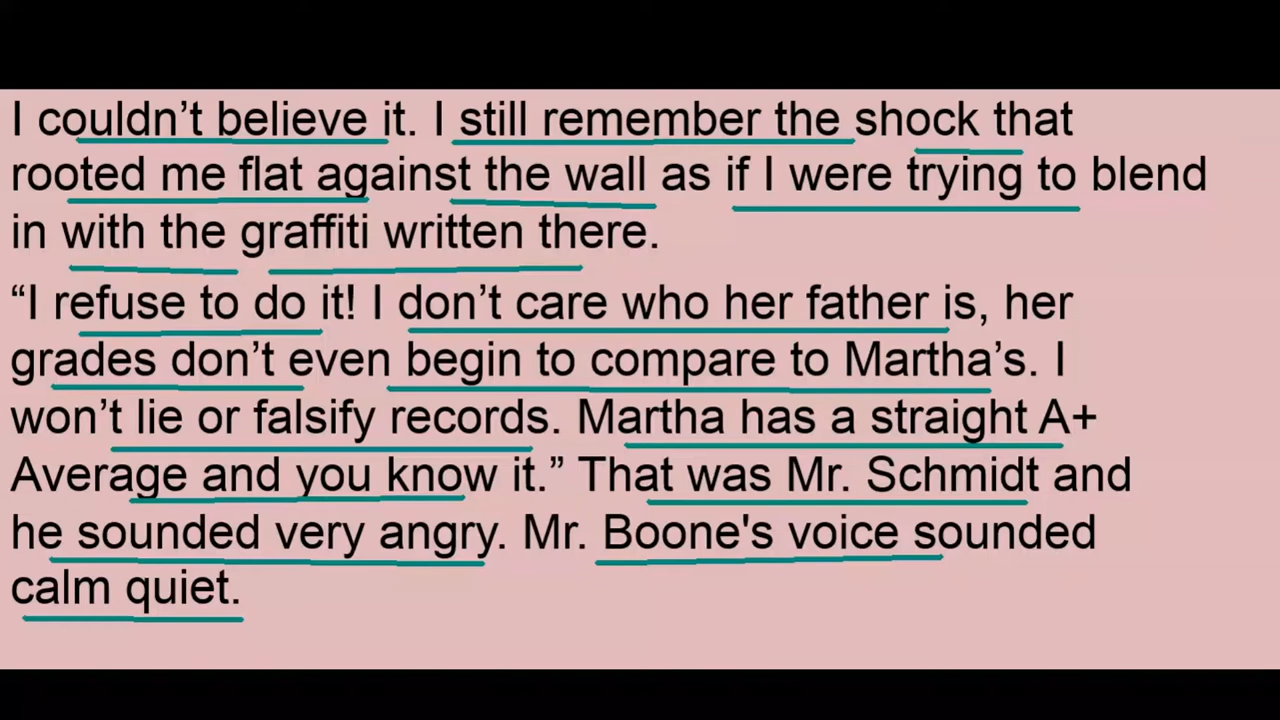 I couldn’t believe it. I still remember the shock that
rooted me flat against the wall as if I were trying to blend
in with the graffiti written there.
“I refuse to do it! I don’t care who her father is, her
grades don’t even begin to compare to Martha’s. I
won’t lie or falsify records. Martha has a straight A+
Average and you know it.” That was Mr. Schmidt and
he sounded very angry. Mr. Boone's voice sounded
calm quiet.